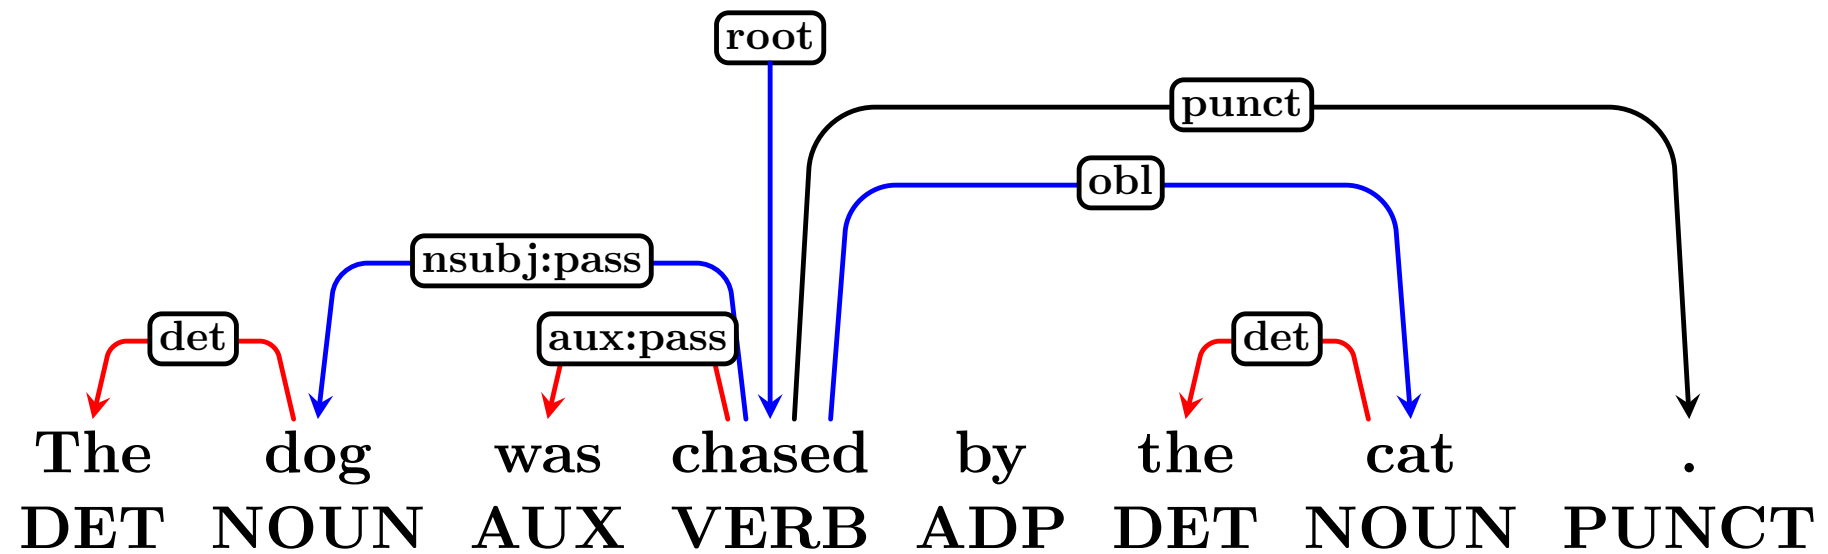 root
punct
obl
nsubj:pass
det aux:pass det
The dog was chased by the cat .
DET NOUN AUX VERB ADP DET NOUN PUNCT